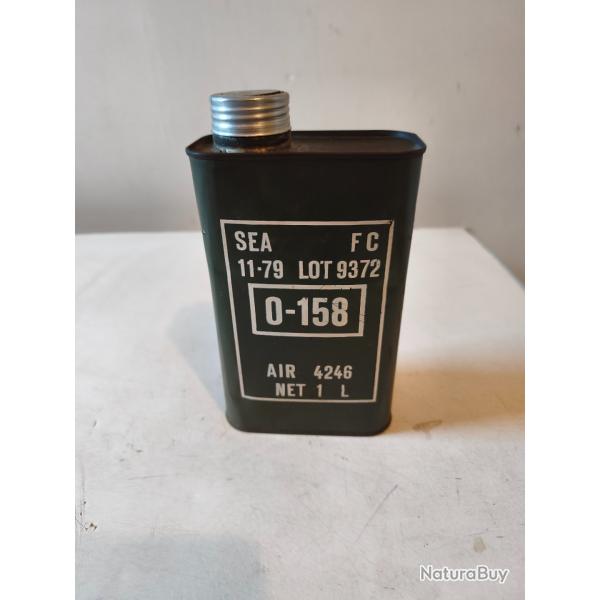 SEA FC
11-79 LOT 9372
O-158
AIR 4246
NET 1 L
NaturaBuy